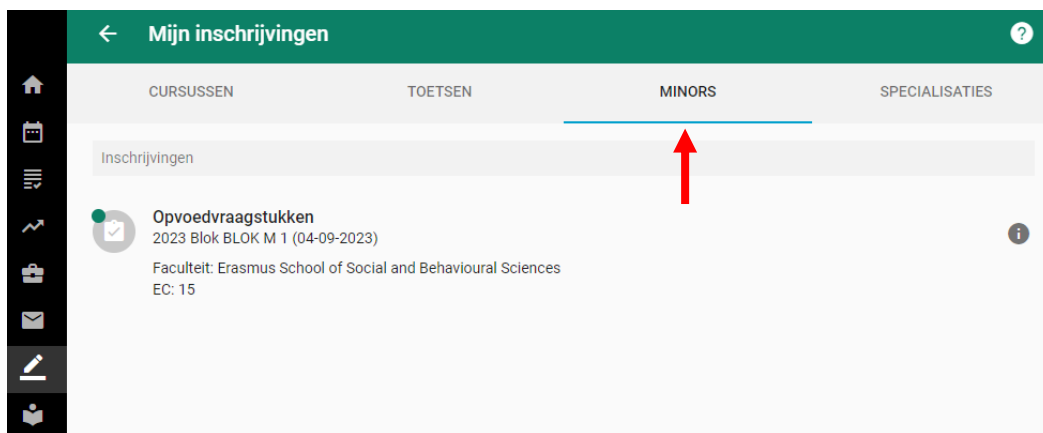 Mijn inschrijvingen
?
CURSUSSEN TOETSEN MINORS SPECIALISATIES
Inschrijvingen
Opvoedvraagstukken
2023 Blok BLOK M 1 (04-09-2023)
Faculteit: Erasmus School of Social and Behavioural Sciences
EC: 15